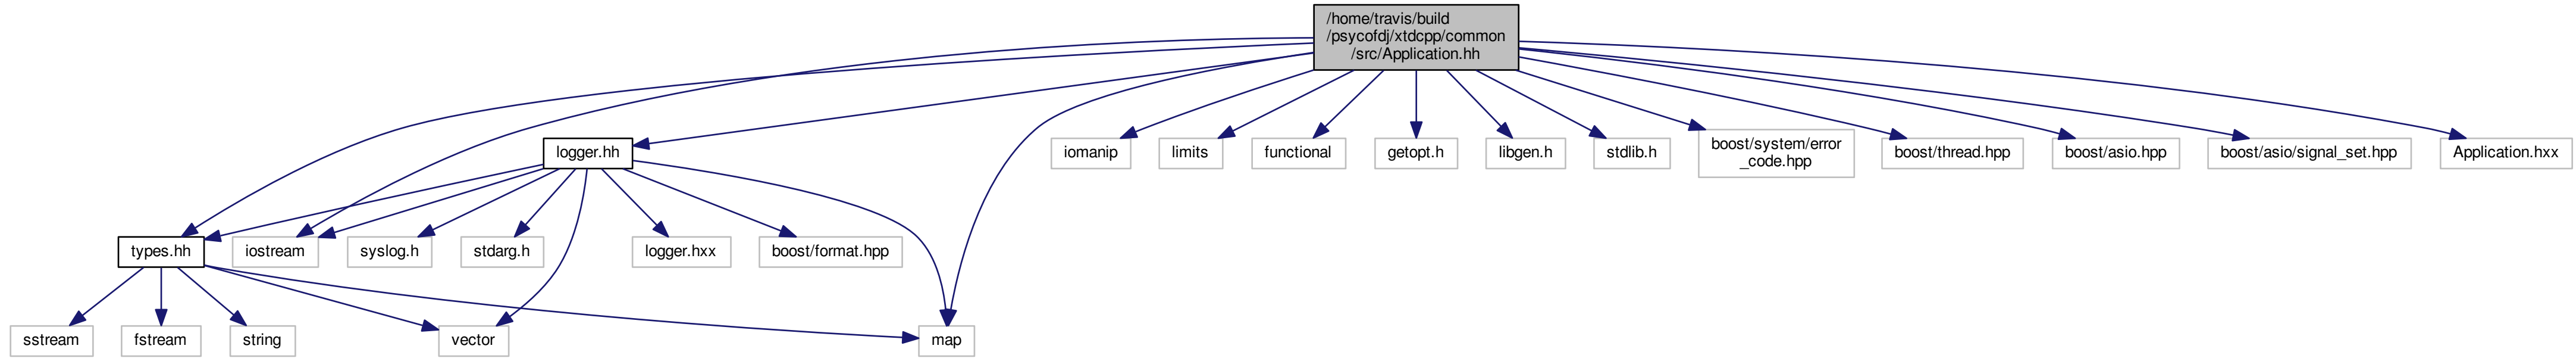 /home/travis/build
/psycofdj/xtdcpp/common
/src/Application.hh
logger.hh
iomanip
limits
functional
getopt.h
libgen.h
stdlib.h
boost/system/error
_code.hpp
boost/thread.hpp
boost/asio.hpp
boost/asio/signal_set.hpp
Application.hxx
types.hh
iostream
syslog.h
stdarg.h
logger.hxx
boost/format.hpp
sstream
fstream
string
vector
map